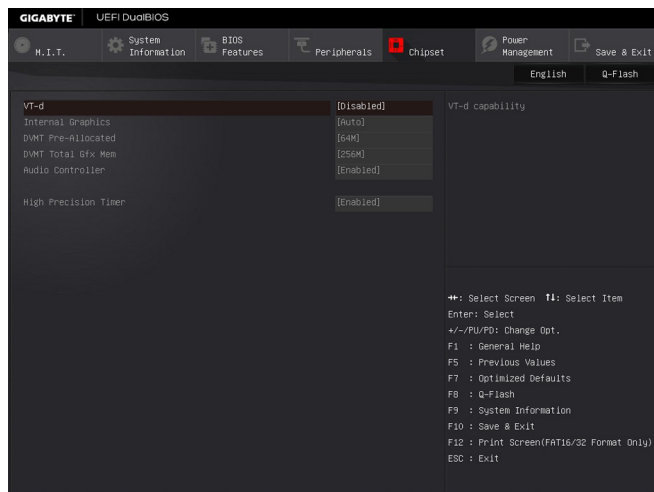 GIGABYTE™ UEFI DualBIOS
M.I.T.
System Information
BIOS Features
Peripherals
Chipset
Power Management
Save & Exit
English
Q-Flash
VT-d [Disabled]
Internal Graphics [Auto]
DVMT Pre-Allocated [64M]
DVMT Total Gfx Mem [256M]
Audio Controller [Enabled]
High Precision Timer [Enabled]
VT-d capability
→←: Select Screen ↑↓: Select Item
Enter: Select
+/-/PU/PD: Change Opt.
F1 : General Help
F5 : Previous Values
F7 : Optimized Defaults
F8 : Q-Flash
F9 : System Information
F10 : Save & Exit
F12 : Print Screen(FAT16/32 Format Only)
ESC : Exit